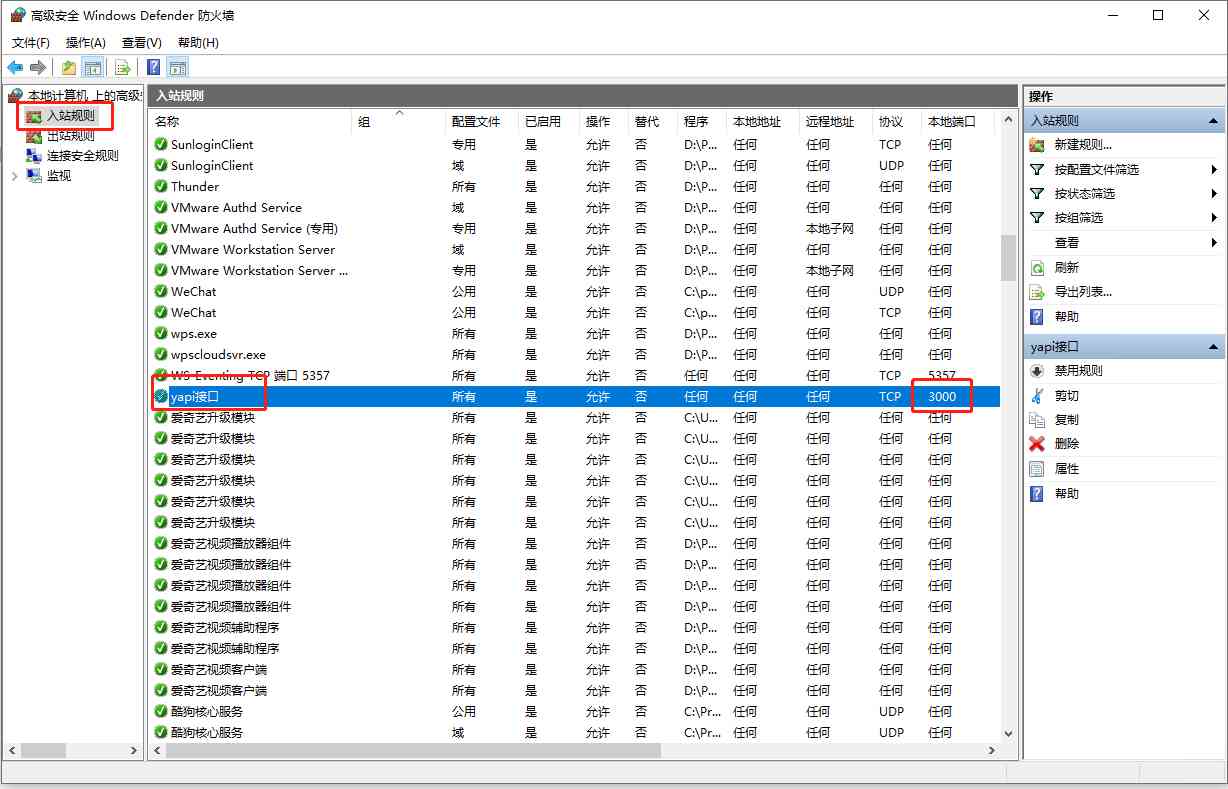 高级安全 Windows Defender 防火墙
文件(F) 操作(A) 查看(V) 帮助(H)
本地计算机 上的高级
入站规则
出站规则
连接安全规则
监视
入站规则
名称 组 配置文件 已启用 操作 替代 程序 本地地址 远程地址 协议 本地端口
SunloginClient 专用 是 允许 否 D:\P... 任何 任何 TCP 任何
SunloginClient 域 是 允许 否 D:\P... 任何 任何 UDP 任何
Thunder 所有 是 允许 否 D:\P... 任何 任何 任何 任何
VMware Authd Service 域 是 允许 否 D:\P... 任何 任何 任何 任何
VMware Authd Service (专用) 专用 是 允许 否 D:\P... 任何 本地子网 任何 任何
VMware Workstation Server 域 是 允许 否 D:\P... 任何 任何 任何 任何
VMware Workstation Server ... 专用 是 允许 否 D:\P... 任何 本地子网 任何 任何
WeChat 公用 是 允许 否 C:\p... 任何 任何 UDP 任何
WeChat 公用 是 允许 否 C:\p... 任何 任何 TCP 任何
wps.exe 所有 是 允许 否 D:\P... 任何 任何 任何 任何
wpscloudsvr.exe 所有 是 允许 否 D:\P... 任何 任何 任何 任何
WS-Eventing TCP 端口 5357 所有 是 允许 否 任何 任何 任何 TCP 5357
yapi接口 所有 是 允许 否 任何 任何 任何 TCP 3000
爱奇艺升级模块 所有 是 允许 否 C:\U... 任何 任何 任何 任何
爱奇艺升级模块 所有 是 允许 否 C:\U... 任何 任何 任何 任何
爱奇艺升级模块 所有 是 允许 否 C:\U... 任何 任何 任何 任何
爱奇艺升级模块 所有 是 允许 否 C:\U... 任何 任何 任何 任何
爱奇艺升级模块 所有 是 允许 否 C:\U... 任何 任何 任何 任何
爱奇艺升级模块 所有 是 允许 否 C:\U... 任何 任何 任何 任何
爱奇艺视频播放器组件 所有 是 允许 否 D:\P... 任何 任何 任何 任何
爱奇艺视频播放器组件 所有 是 允许 否 D:\P... 任何 任何 任何 任何
爱奇艺视频播放器组件 所有 是 允许 否 D:\P... 任何 任何 任何 任何
爱奇艺视频播放器组件 所有 是 允许 否 D:\P... 任何 任何 任何 任何
爱奇艺视频辅助程序 所有 是 允许 否 D:\P... 任何 任何 任何 任何
爱奇艺视频辅助程序 所有 是 允许 否 D:\P... 任何 任何 任何 任何
爱奇艺视频客户端 所有 是 允许 否 D:\P... 任何 任何 任何 任何
爱奇艺视频客户端 所有 是 允许 否 D:\P... 任何 任何 任何 任何
酷狗核心服务 公用 是 允许 否 C:\Pr... 任何 任何 UDP 任何
酷狗核心服务 域 是 允许 否 C:\Pr... 任何 任何 UDP 任何
操作
入站规则
新建规则...
按配置文件筛选
按状态筛选
按组筛选
查看
刷新
导出列表...
帮助
yapi接口
禁用规则
剪切
复制
删除
属性
帮助